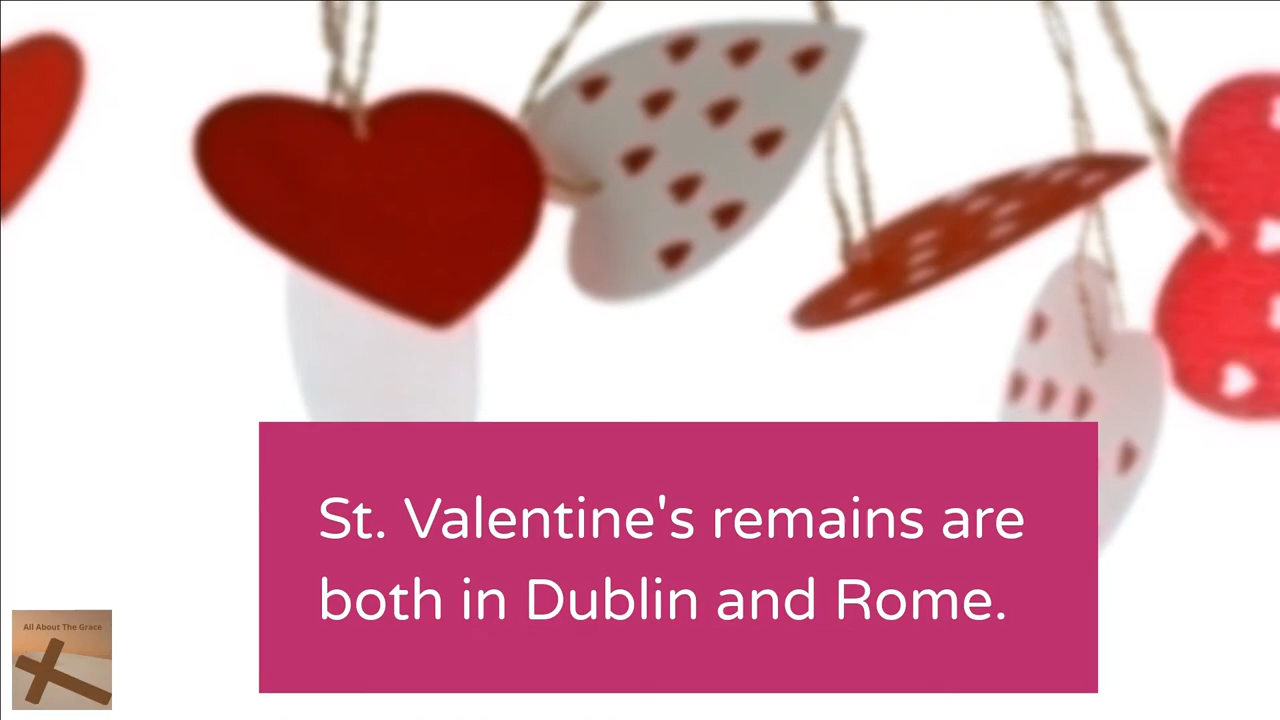 St. Valentine's remains are
both in Dublin and Rome.
All About The Grace